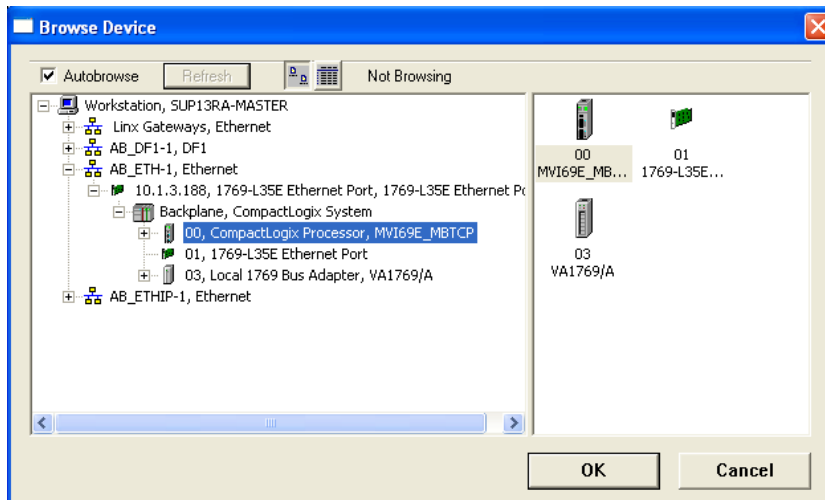 Browse Device
Autobrowse Refresh Not Browsing
Workstation, SUP13RA-MASTER
Linx Gateways, Ethernet
AB_DF1-1, DF1
AB_ETH-1, Ethernet
10.1.3.188, 1769-L35E Ethernet Port, 1769-L35E Ethernet Po
Backplane, CompactLogix System
00, CompactLogix Processor, MVI69E_MBTCP
01, 1769-L35E Ethernet Port
03, Local 1769 Bus Adapter, VA1769/A
AB_ETHIP-1, Ethernet
00 01
MVI69E_MB... 1769-L35E...
03
VA1769/A
OK Cancel